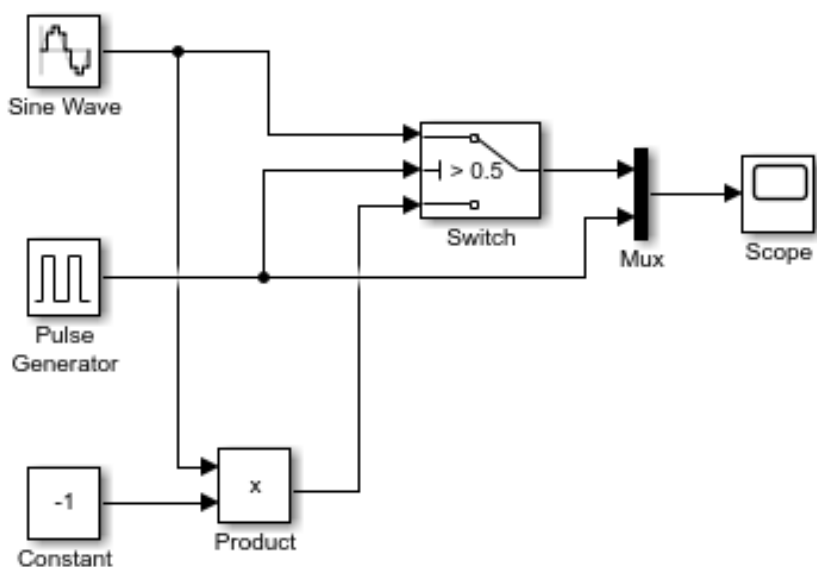 Sine Wave
> 0.5
Switch
Mux
Scope
Pulse
Generator
-1
Constant
x
Product